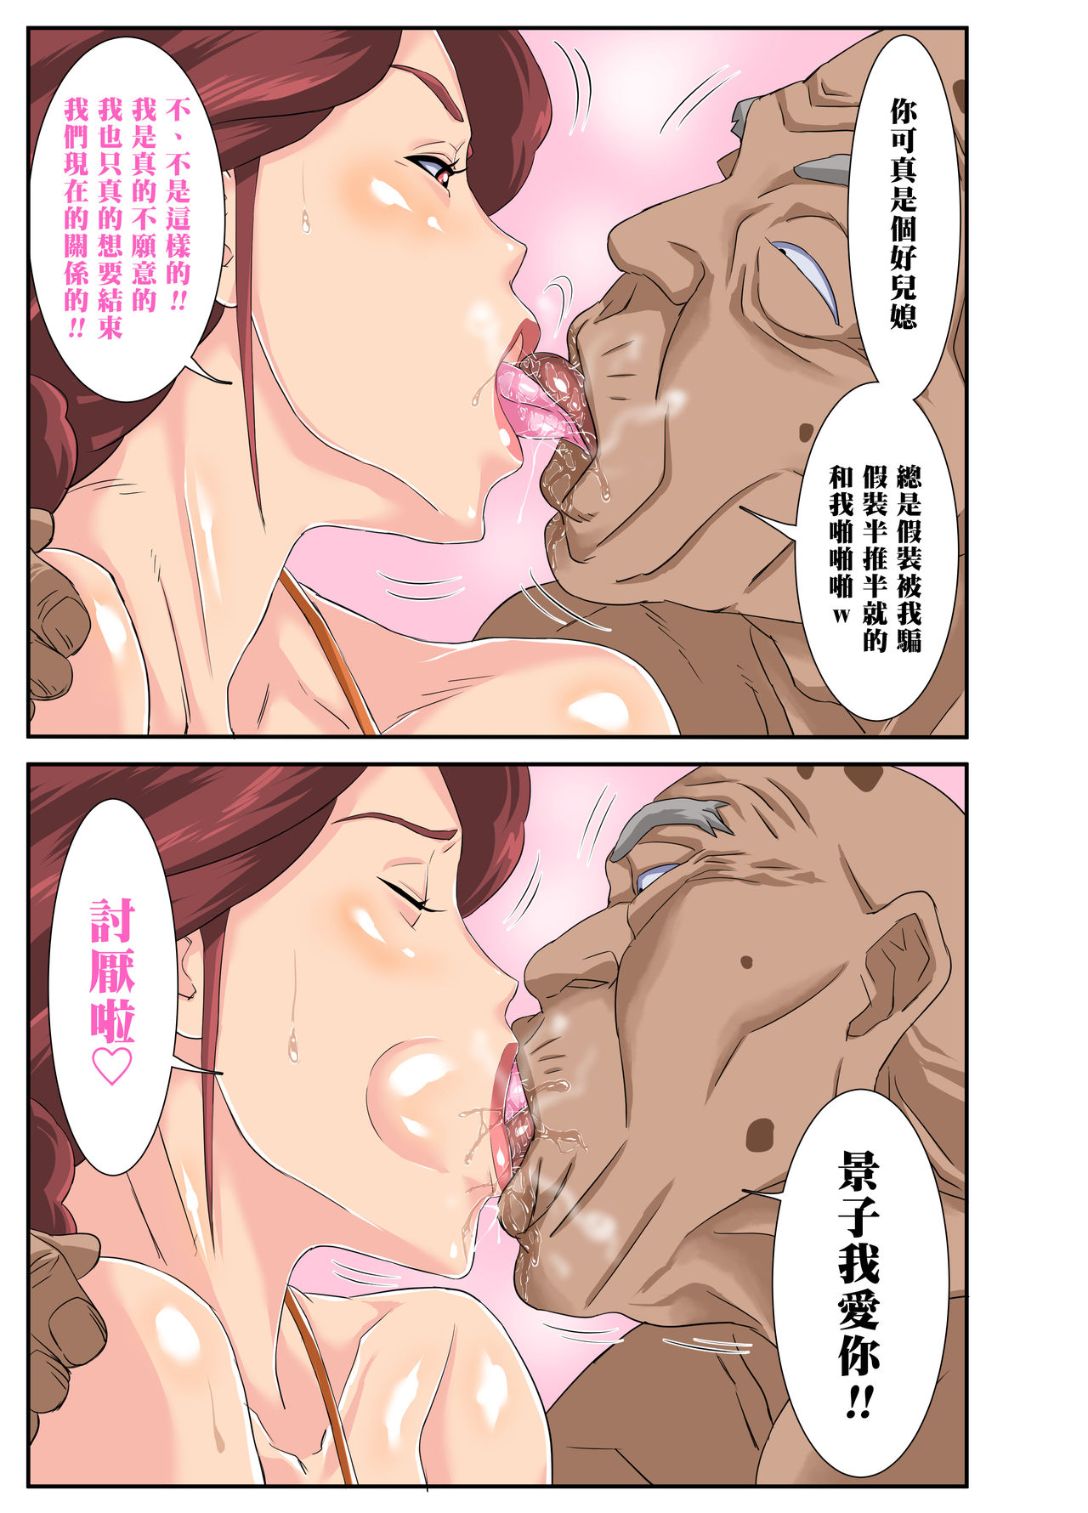 你可真是個好兒媳
總是假裝被我騙
假裝半推半就的
和我啪啪啪w
不、不是這樣的!!
我是真的不願意的
我也只真的想要結束
我們現在的關係的!!
景子我愛你!!
討厭啦♡